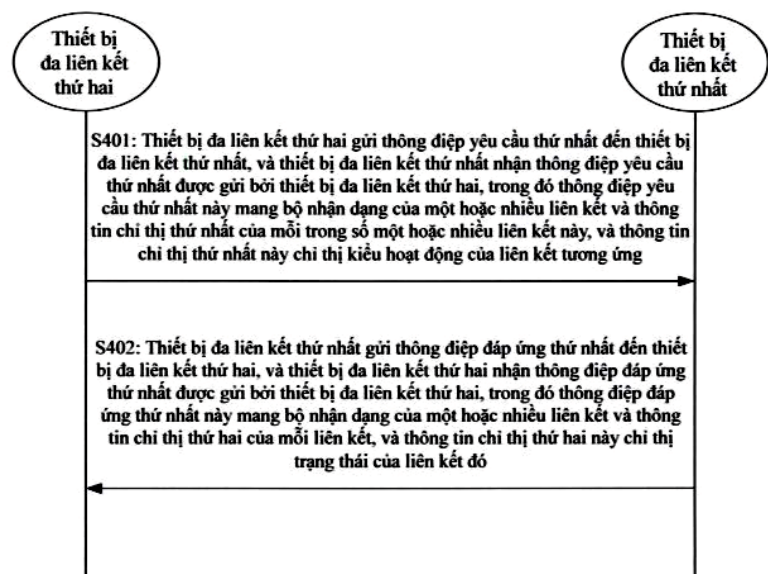 Thiết bị
đa liên kết
thứ hai
Thiết bị
đa liên kết
thứ nhất
S401: Thiết bị đa liên kết thứ hai gửi thông điệp yêu cầu thứ nhất đến thiết bị
đa liên kết thứ nhất, và thiết bị đa liên kết thứ nhất nhận thông điệp yêu cầu
thứ nhất được gửi bởi thiết bị đa liên kết thứ hai, trong đó thông điệp yêu
cầu thứ nhất này mang bộ nhận dạng của một hoặc nhiều liên kết và thông
tin chỉ thị thứ nhất của mỗi trong số một hoặc nhiều liên kết này, và thông tin
chỉ thị thứ nhất này chỉ thị kiểu hoạt động của liên kết tương ứng
S402: Thiết bị đa liên kết thứ nhất gửi thông điệp đáp ứng thứ nhất đến thiết
bị đa liên kết thứ hai, và thiết bị đa liên kết thứ hai nhận thông điệp đáp ứng
thứ nhất được gửi bởi thiết bị đa liên kết thứ hai, trong đó thông điệp đáp
ứng thứ nhất này mang bộ nhận dạng của một hoặc nhiều liên kết và thông
tin chỉ thị thứ hai của mỗi liên kết, và thông tin chỉ thị thứ hai này chỉ thị
trạng thái của liên kết đó